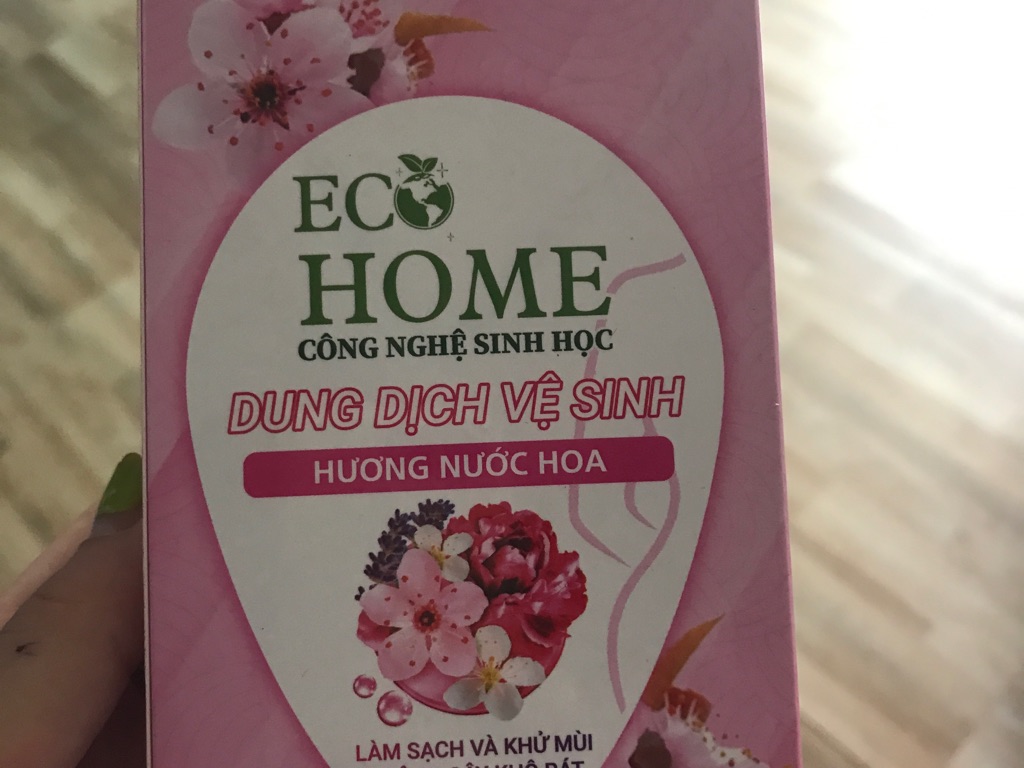 ECO
HOME
CÔNG NGHỆ SINH HỌC
DUNG DỊCH VỆ SINH
HƯƠNG NƯỚC HOA
LÀM SẠCH VÀ KHỬ MÙI